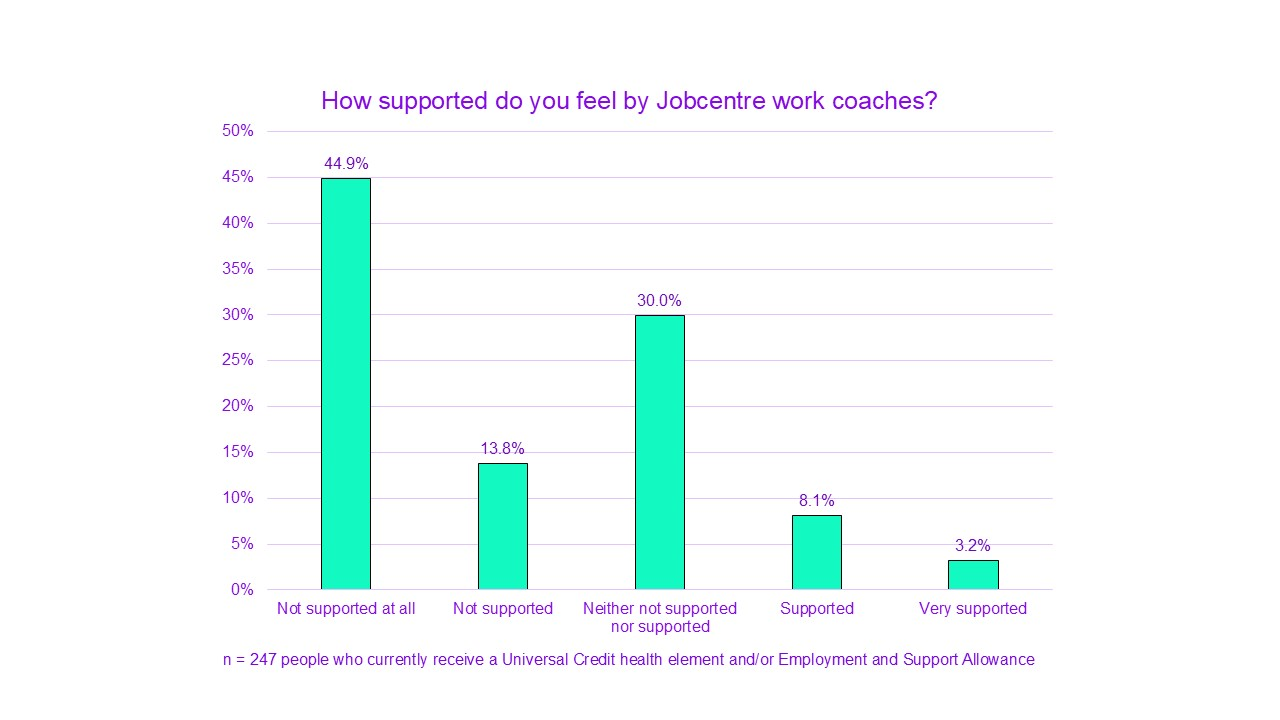 How supported do you feel by Jobcentre work coaches?
50%
45%
40%
35%
30%
25%
20%
15%
10%
5%
0%
44.9%
13.8%
30.0%
8.1%
3.2%
Not supported at all
Not supported
Neither not supported
nor supported
Supported
Very supported
n = 247 people who currently receive a Universal Credit health element and/or Employment and Support Allowance